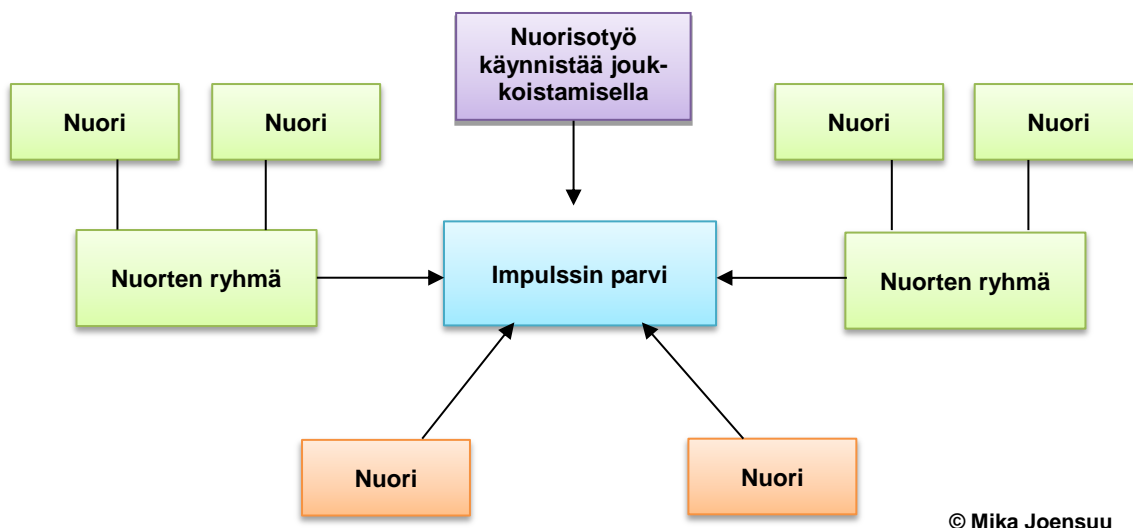 Nuorisotyö
käynnistää jouk-
koistamisella
Nuori
Nuori
Nuori
Nuori
Nuorten ryhmä
Impulssin parvi
Nuorten ryhmä
Nuori
Nuori
© Mika Joensuu